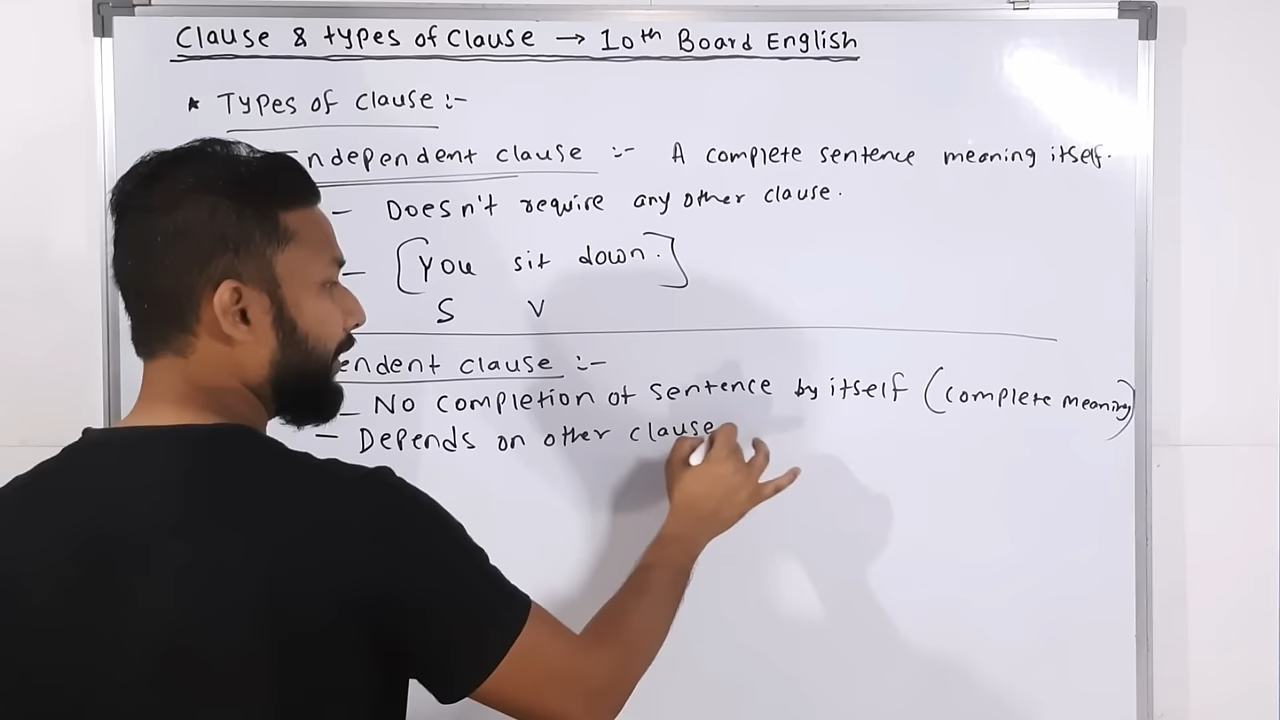 Clause & types of Clause → 10th Board English
* Types of clause :-
ndependent clause :- A complete sentence meaning itself.
- Doesn't require any other clause.
- [You sit down.]
S V
endent clause :-
- No completion of sentence by itself (complete meaning)
- Depends on other clause